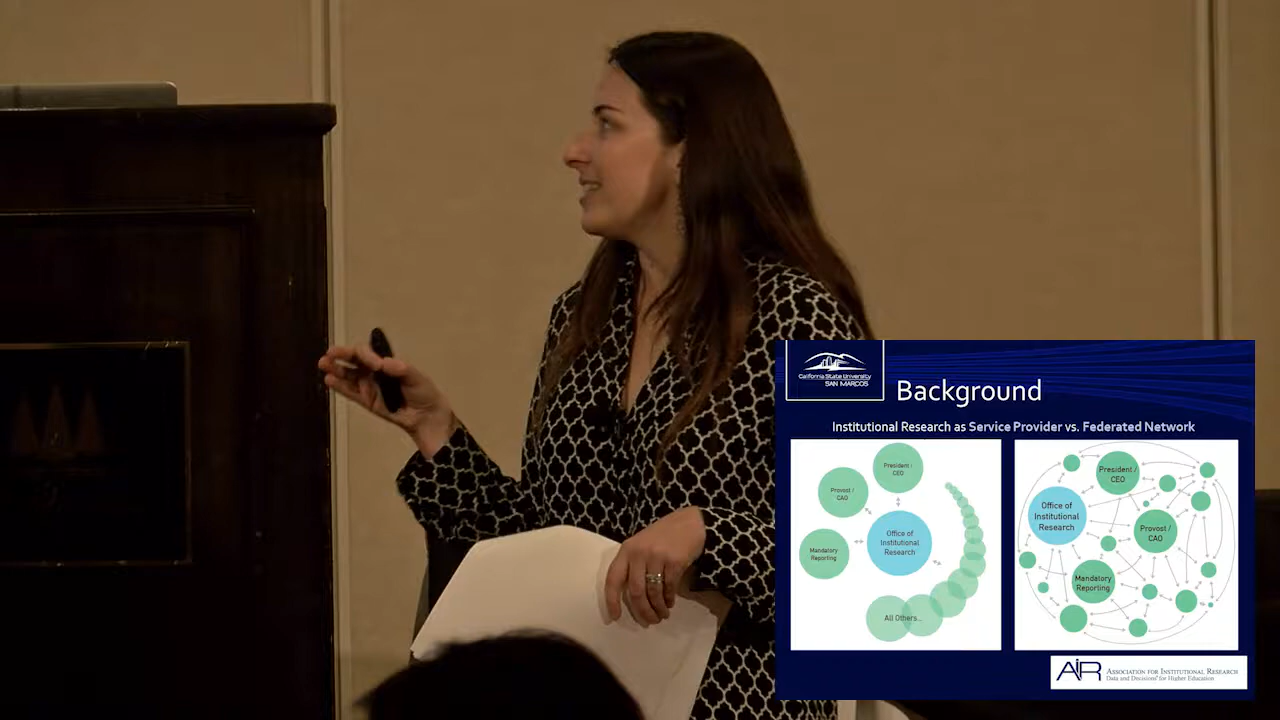 California State University
SAN MARCOS
Background
Institutional Research as Service Provider vs. Federated Network
President /
CEO
Provost /
CAO
Mandatory
Reporting
Office of
Institutional
Research
All Others...
President /
CEO
Office of
Institutional
Research
Provost /
CAO
Mandatory
Reporting
AIR
ASSOCIATION FOR INSTITUTIONAL RESEARCH
Data and Decisions for Higher Education